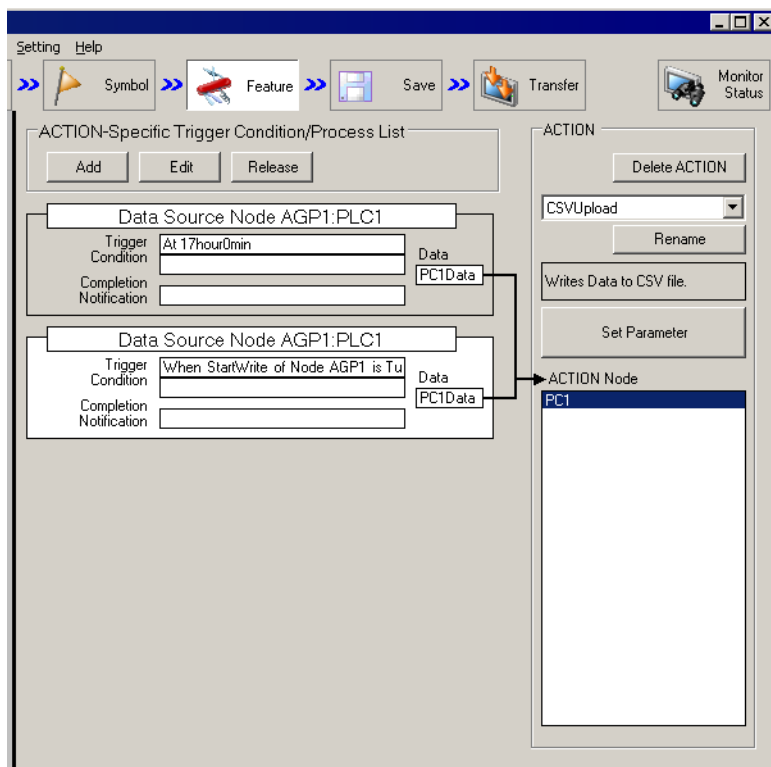 Setting Help
Symbol
Feature
Save
Transfer
Monitor
Status
ACTION-Specific Trigger Condition/Process List
Add
Edit
Release
Data Source Node AGP1:PLC1
Trigger
Condition
At 17hour0min
Data
PC1Data
Completion
Notification
Data Source Node AGP1:PLC1
Trigger
Condition
When StartWrite of Node AGP1 is Tu
Data
PC1Data
Completion
Notification
ACTION
Delete ACTION
CSVUpload
Rename
Writes Data to CSV file.
Set Parameter
ACTION Node
PC1